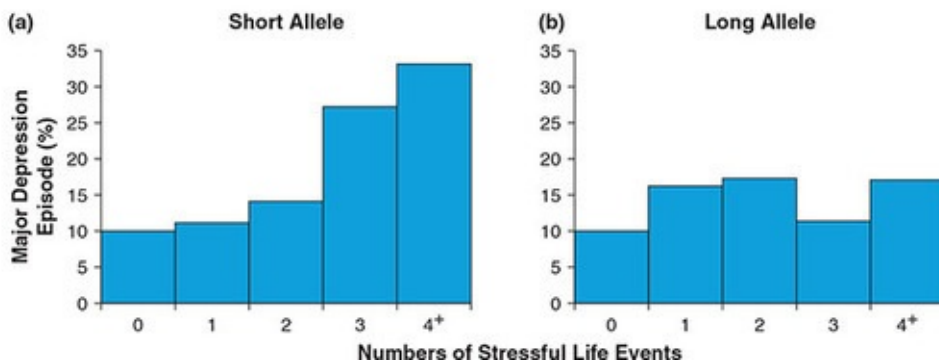 (a) Short Allele
(b) Long Allele
Major Depression
Episode (%)
35
30
25
20
15
10
5
0
0 1 2 3 4+
35
30
25
20
15
10
5
0
0 1 2 3 4+
Numbers of Stressful Life Events